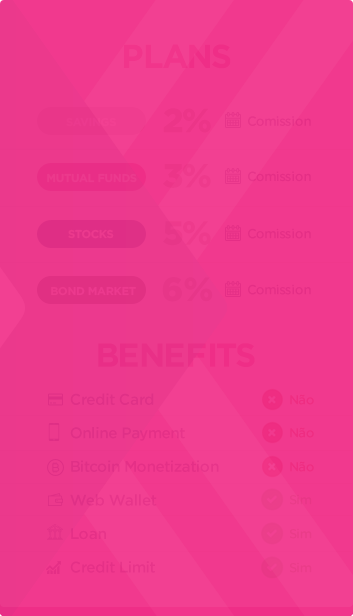 PLANS
2% Comission
MUTUAL FUNDS 3% Comission
STOCKS 5% Comission
BOND MARKET 6% Comission
BENEFITS
Credit Card Não
Online Payment Não
Bitcoin Monetization Não
Web Wallet Sim
Loan Sim
Credit Limit Sim